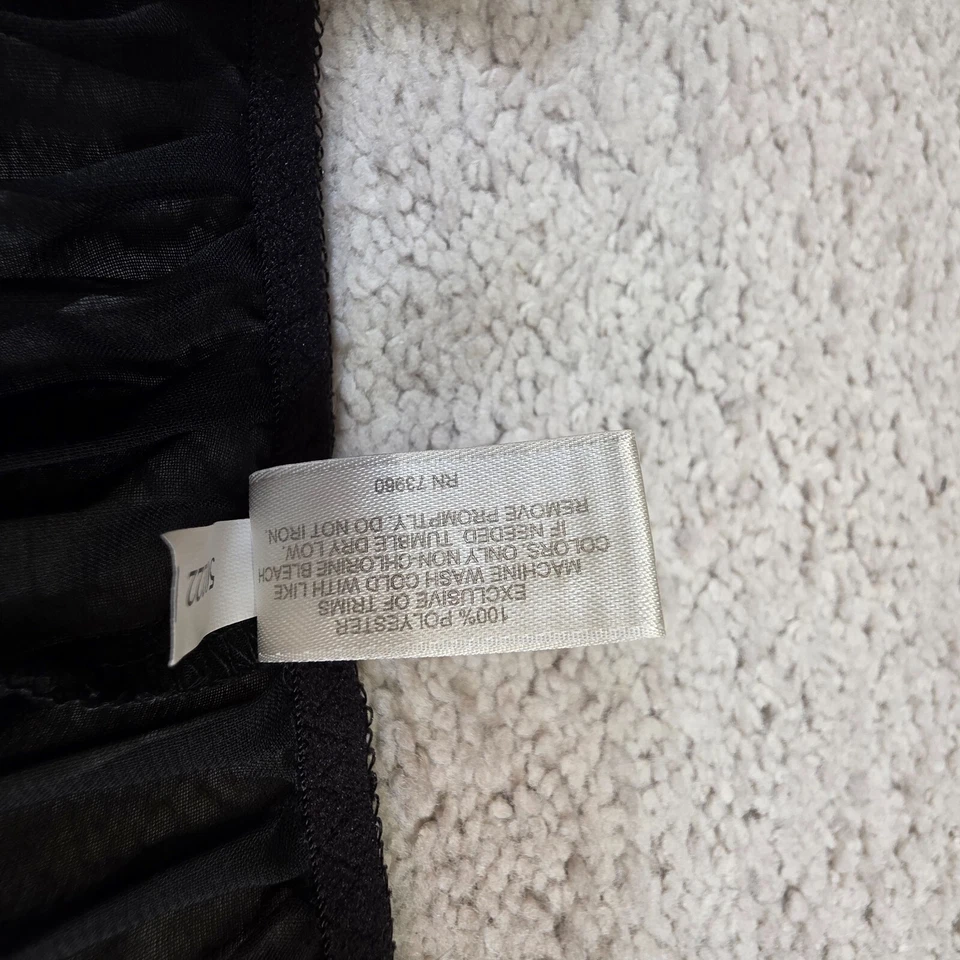 100% POLYESTER
EXCLUSIVE OF TRIMS
MACHINE WASH COLD WITH LIKE
COLORS. ONLY NON-CHLORINE BLEACH
IF NEEDED. TUMBLE DRY LOW.
REMOVE PROMPTLY. DO NOT IRON.
RN 73960